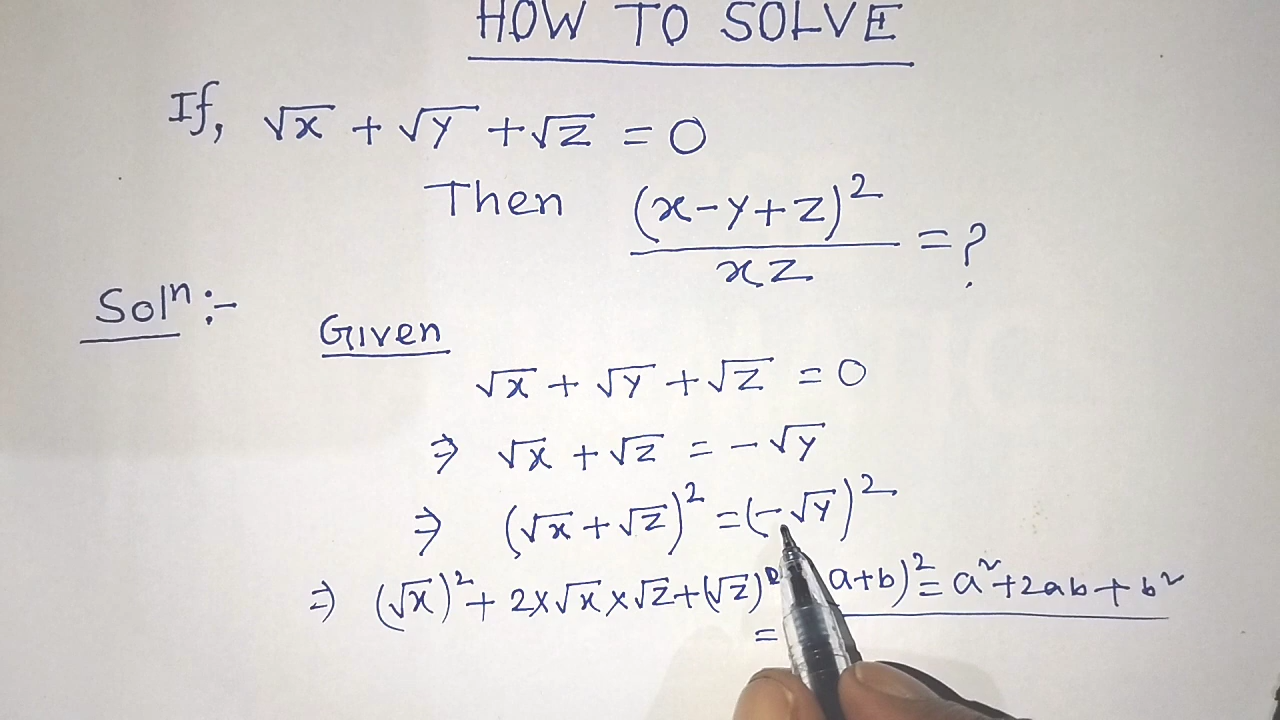 HOW TO SOLVE
If, √x + √y + √z = 0
Then (x-y+z)² / xz = ?
Solⁿ :-
Given
√x + √y + √z = 0
⇒ √x + √z = -√y
⇒ (√x + √z)² = (-√y)²
⇒ (√x)² + 2×√x×√z+(√z)² a+b)² = a²+2ab+b²
=